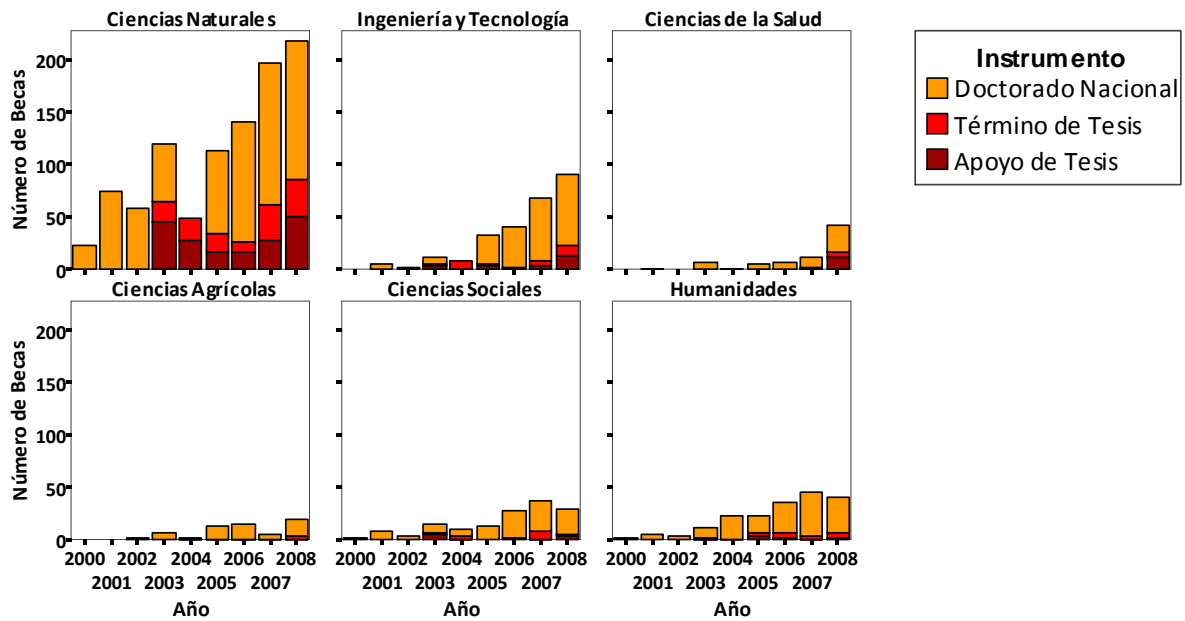 Ciencias Naturales
Ingeniería y Tecnología
Ciencias de la Salud
Número de Becas
200
150
100
50
0
Instrumento
Doctorado Nacional
Término de Tesis
Apoyo de Tesis
Ciencias Agrícolas
Ciencias Sociales
Humanidades
Número de Becas
200
150
100
50
0
2000 2002 2004 2006 2008
2001 2003 2005 2007
Año
2000 2002 2004 2006 2008
2001 2003 2005 2007
Año
2000 2002 2004 2006 2008
2001 2003 2005 2007
Año